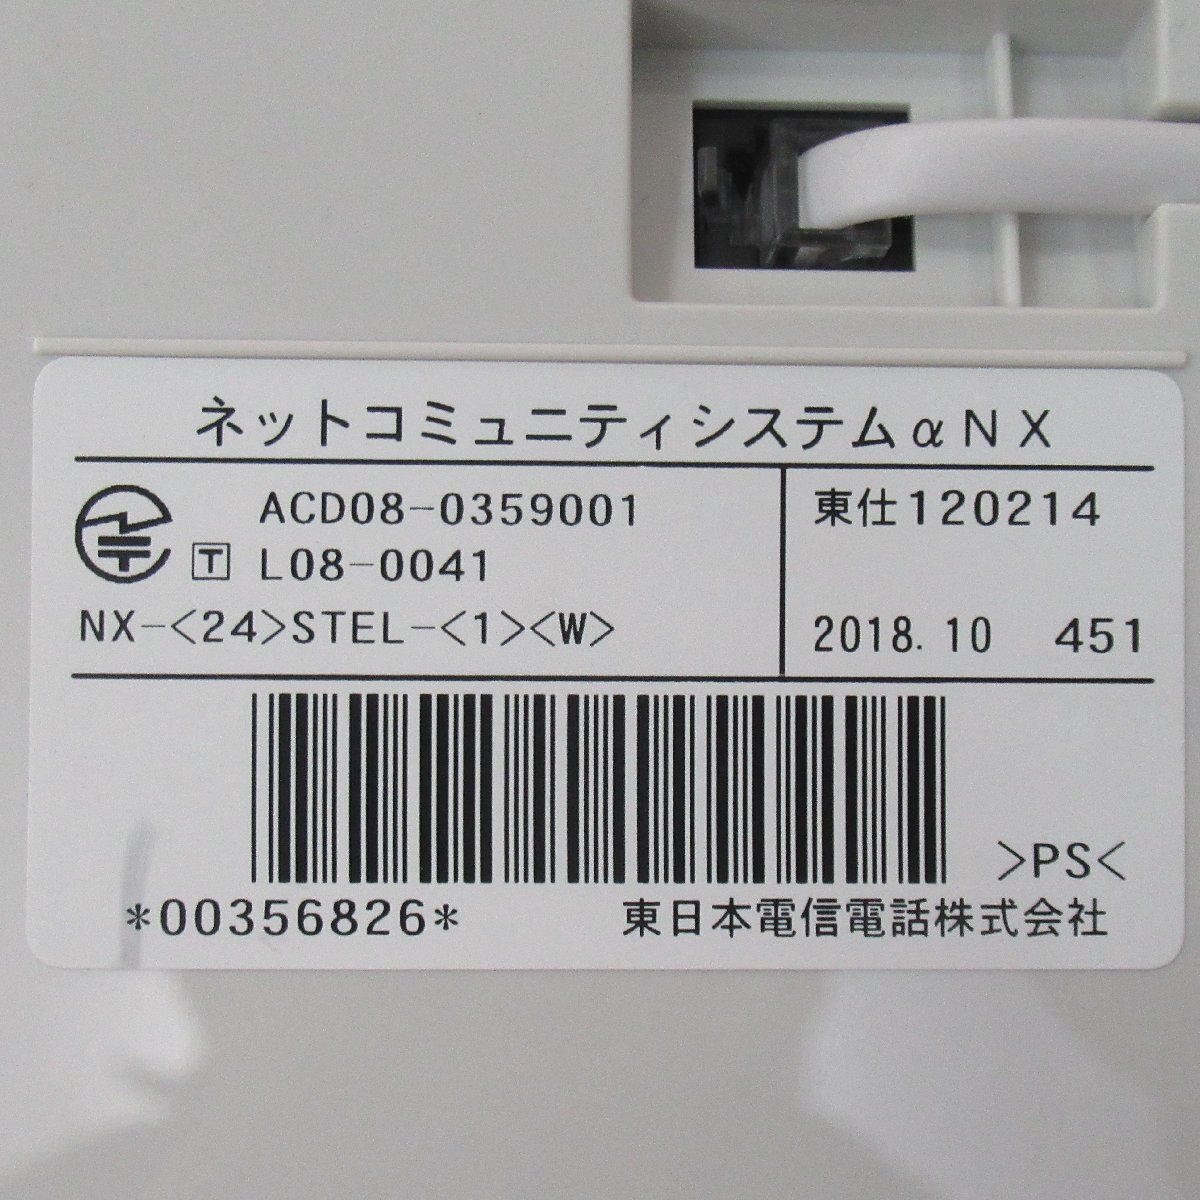 ネットコミュニティシステムαNX
ACD08-0359001
T L08-0041
NX-<24>STEL-<1><W>
東仕120214
2018.10 451
>PS<
*00356826*
東日本電信電話株式会社